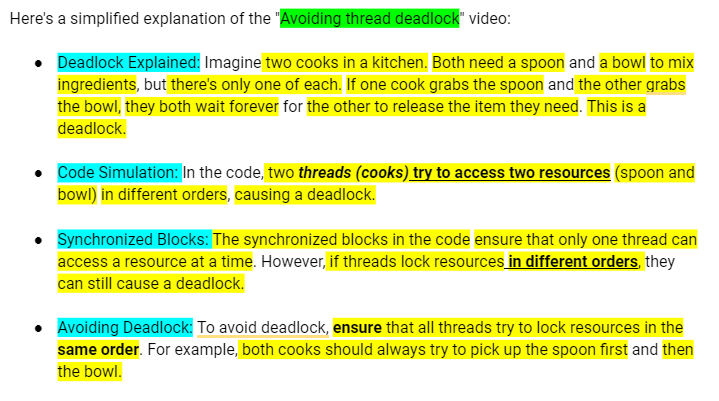 Here's a simplified explanation of the "Avoiding thread deadlock" video:
● Deadlock Explained: Imagine two cooks in a kitchen. Both need a spoon and a bowl to mix
ingredients, but there's only one of each. If one cook grabs the spoon and the other grabs
the bowl, they both wait forever for the other to release the item they need. This is a
deadlock.
● Code Simulation: In the code, two threads (cooks) try to access two resources (spoon and
bowl) in different orders, causing a deadlock.
● Synchronized Blocks: The synchronized blocks in the code ensure that only one thread can
access a resource at a time. However, if threads lock resources in different orders, they
can still cause a deadlock.
● Avoiding Deadlock: To avoid deadlock, ensure that all threads try to lock resources in the
same order. For example, both cooks should always try to pick up the spoon first and then
the bowl.